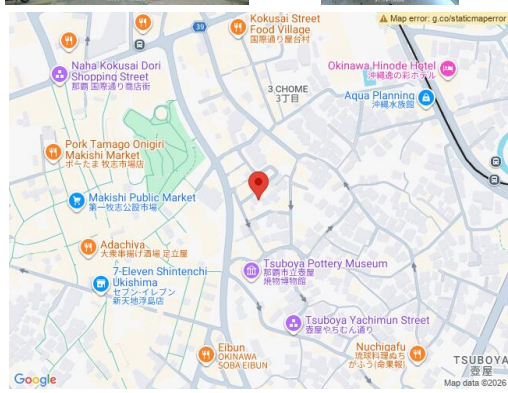 Map error: g.co/staticmaperror
Kokusai Street
Food Village
国際通り屋台村
39
Naha Kokusai Dori
Shopping Street
那覇 国際通り商店街
Okinawa Hinode Hotel
沖縄逸の彩ホテル
3 CHOME
3丁目
Aqua Planning
沖縄水族館
Pork Tamago Onigiri
Makishi Market
ポーたま 牧志市場店
Makishi Public Market
第一牧志公設市場
Adachiya
大衆串揚げ酒場 足立屋
Tsuboya Pottery Museum
那覇市立壺屋
焼物博物館
7-Eleven Shintenchi
Ukishima
セブン-イレブン
新天地浮島店
Tsuboya Yachimun Street
壺屋やちむん通り
Eibun
OKINAWA
SOBA EIBUN
Nuchigafu
琉球料理ぬち
がふう(命果報)
TSUBOYA
壺屋
Google
Map data ©2026